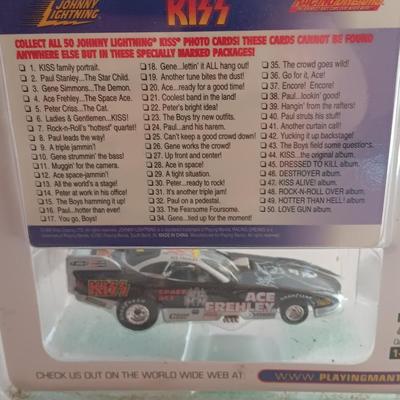 JOHNNY LIGHTNING
KISS
COLLECT ALL 50 JOHNNY LIGHTNING® KISS® PHOTO CARDS! THESE CARDS CANNOT BE FOUND
ANYWHERE ELSE BUT IN THESE SPECIALLY MARKED PACKAGES!
1. KISS family portrait.
2. Paul Stanley...The Star Child.
3. Gene Simmons...The Demon.
4. Ace Frehley...The Space Ace.
5. Peter Criss...The Cat.
6. Ladies & Gentlemen...KISS!
7. Rock-n-Roll's "hottest" quartet!
8. Paul leads the way!
9. A triple jammin'!
10. Gene strummin' the bass!
11. Muggin' for the camera.
12. Ace space-jammin'!
13. All the world's a stage!
14. Peter at work in his office!
15. The Boys hamming it up!
16. Paul...hotter than ever!
17. You go, Boys!
18. Gene...lettin' it ALL hang out!
19. Another tune bites the dust!
20. Ace...ready for a good time!
21. Coolest band in the land!
22. Peter's bright idea!
23. The Boys try new outfits.
24. Paul...and his harem.
25. Can't keep a good crowd down!
26. Gene works the crowd!
27. Up front and center!
28. Ace in space!
29. A tight situation.
30. Peter...ready to rock!
31. It's another triple jam!
32. Paul on a pedestal.
33. The Fearsome Foursome.
34. Gene...tied up for the moment!
35. The crowd goes wild!
36. Go for it, Ace!
37. Encore! Encore!
38. Paul...lookin' good!
39. Hangin' from the rafters!
40. Paul struts his stuff!
41. Another curtain call!
42. Yucking it up backstage!
43. The Boys field some questions.
44. KISS...the original album.
45. DRESSED TO KILL album.
46. DESTROYER album.
47. KISS ALIVE! album.
48. ROCK-N-ROLL OVER album.
49. HOTTER THAN HELL! album.
50. LOVE GUN album.
MADE IN CHINA
KISS
SPACE ACE
ACE FREHLEY
CHECK US OUT ON THE WORLD WIDE WEB AT:
WWW.PLAYINGMANT